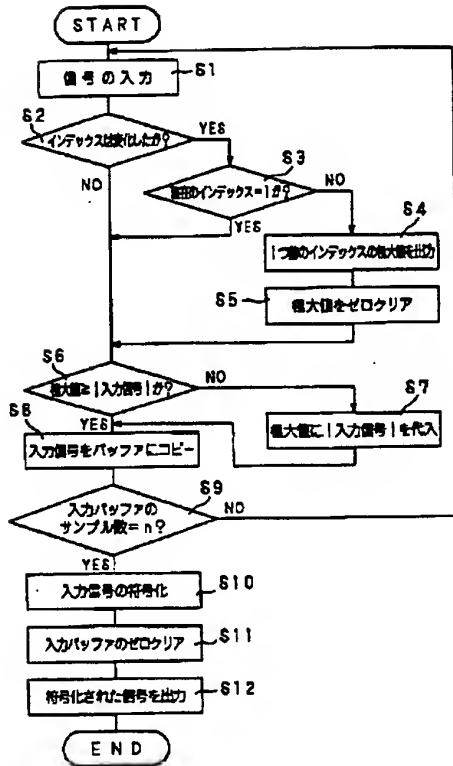 START
信号の入力
S1
S2
インデックスは変化したか?
YES
NO
S3
現在のインデックス=1か?
NO
YES
S4
1つ前のインデックスの極大値を出力
S5
極大値をゼロクリア
S6
極大値≧|入力信号|か?
NO
YES
S7
極大値に|入力信号|を代入
S8
入力信号をバッファにコピー
S9
入力バッファの
サンプル数=n?
NO
YES
入力信号の符号化
S10
入力バッファのゼロクリア
S11
符号化された信号を出力
S12
END